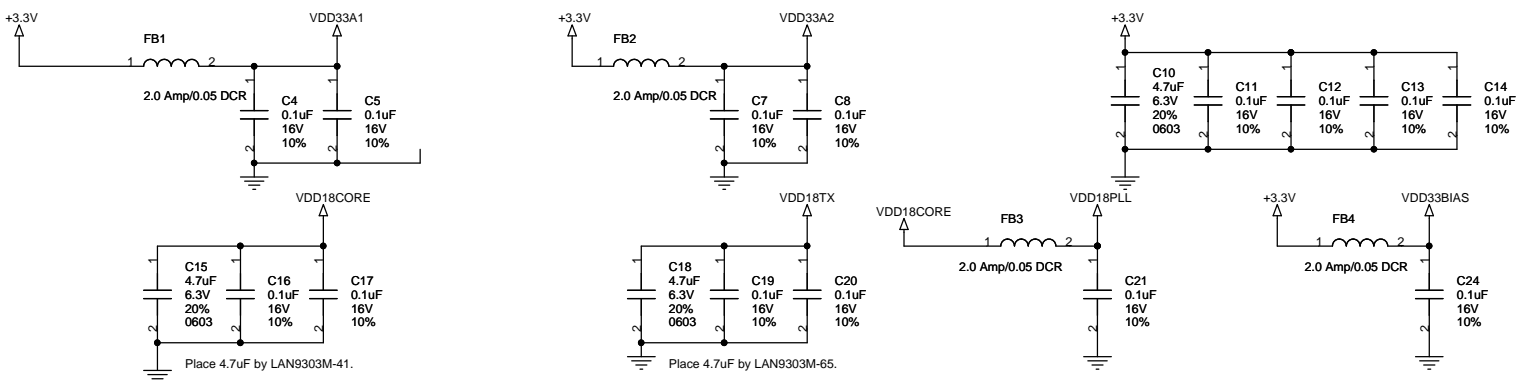 +3.3V
VDD33A1
FB1
1
2
2.0 Amp/0.05 DCR
1
2
C4
0.1uF
16V
10%
1
2
C5
0.1uF
16V
10%
+3.3V
VDD33A2
FB2
1
2
2.0 Amp/0.05 DCR
1
2
C7
0.1uF
16V
10%
1
2
C8
0.1uF
16V
10%
+3.3V
1
2
C10
4.7uF
6.3V
20%
0603
1
2
C11
0.1uF
16V
10%
1
2
C12
0.1uF
16V
10%
1
2
C13
0.1uF
16V
10%
1
2
C14
0.1uF
16V
10%
VDD18CORE
1
2
C15
4.7uF
6.3V
20%
0603
1
2
C16
0.1uF
16V
10%
1
2
C17
0.1uF
16V
10%
Place 4.7uF by LAN9303M-41.
VDD18TX
1
2
C18
4.7uF
6.3V
20%
0603
1
2
C19
0.1uF
16V
10%
1
2
C20
0.1uF
16V
10%
Place 4.7uF by LAN9303M-65.
VDD18CORE
VDD18PLL
FB3
1
2
2.0 Amp/0.05 DCR
1
2
C21
0.1uF
16V
10%
+3.3V
VDD33BIAS
FB4
1
2
2.0 Amp/0.05 DCR
1
2
C24
0.1uF
16V
10%